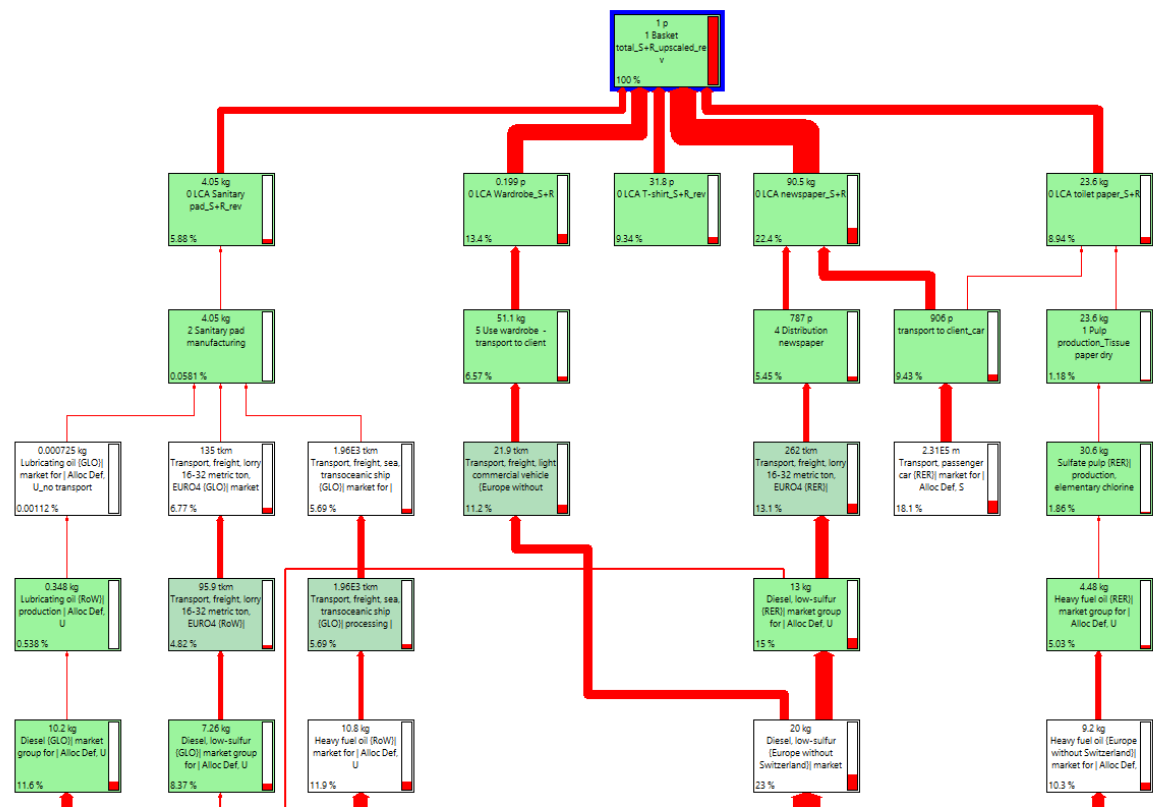 1 p
1 Basket
total_S+R_upscaled_re
v
100 %
4.05 kg
0 LCA Sanitary
pad_S+R_rev
5.88 %
0.199 p
0 LCA Wardrobe_S+R
13.4 %
31.8 p
0 LCA T-shirt_S+R_rev
9.34 %
90.5 kg
0 LCA newspaper_S+R
22.4 %
23.6 kg
0 LCA toilet paper_S+R
8.94 %
4.05 kg
2 Sanitary pad
manufacturing
0.0581 %
51.1 kg
5 Use wardrobe -
transport to client
6.57 %
787 p
4 Distribution
newspaper
5.45 %
906 p
transport to client_car
9.43 %
23.6 kg
1 Pulp
production_Tissue
paper dry
1.18 %
0.000725 kg
Lubricating oil {GLO}|
market for | Alloc Def,
U_no transport
0.00112 %
135 tkm
Transport, freight, lorry
16-32 metric ton,
EURO4 {GLO}| market
6.77 %
1.96E3 tkm
Transport, freight, sea,
transoceanic ship
{GLO}| market for |
5.69 %
21.9 tkm
Transport, freight, light
commercial vehicle
{Europe without
11.2 %
262 tkm
Transport, freight, lorry
16-32 metric ton,
EURO4 {RER}|
13.1 %
2.31E5 m
Transport, passenger
car {RER}| market for |
Alloc Def, S
18.1 %
30.6 kg
Sulfate pulp {RER}|
production,
elementary chlorine
1.86 %
0.348 kg
Lubricating oil {RoW}|
production | Alloc Def,
U
0.538 %
95.9 tkm
Transport, freight, lorry
16-32 metric ton,
EURO4 {RoW}|
4.82 %
1.96E3 tkm
Transport, freight, sea,
transoceanic ship
{GLO}| processing |
5.69 %
13 kg
Diesel, low-sulfur
{RER}| market group
for | Alloc Def, U
15 %
4.48 kg
Heavy fuel oil {RER}|
market group for |
Alloc Def, U
5.03 %
10.2 kg
Diesel {GLO}| market
group for | Alloc Def, U
11.6 %
7.26 kg
Diesel, low-sulfur
{GLO}| market group
for | Alloc Def, U
8.37 %
10.8 kg
Heavy fuel oil {RoW}|
market for | Alloc Def,
U
11.9 %
20 kg
Diesel, low-sulfur
{Europe without
Switzerland}| market
23 %
9.2 kg
Heavy fuel oil {Europe
without Switzerland}|
market for | Alloc Def,
10.3 %